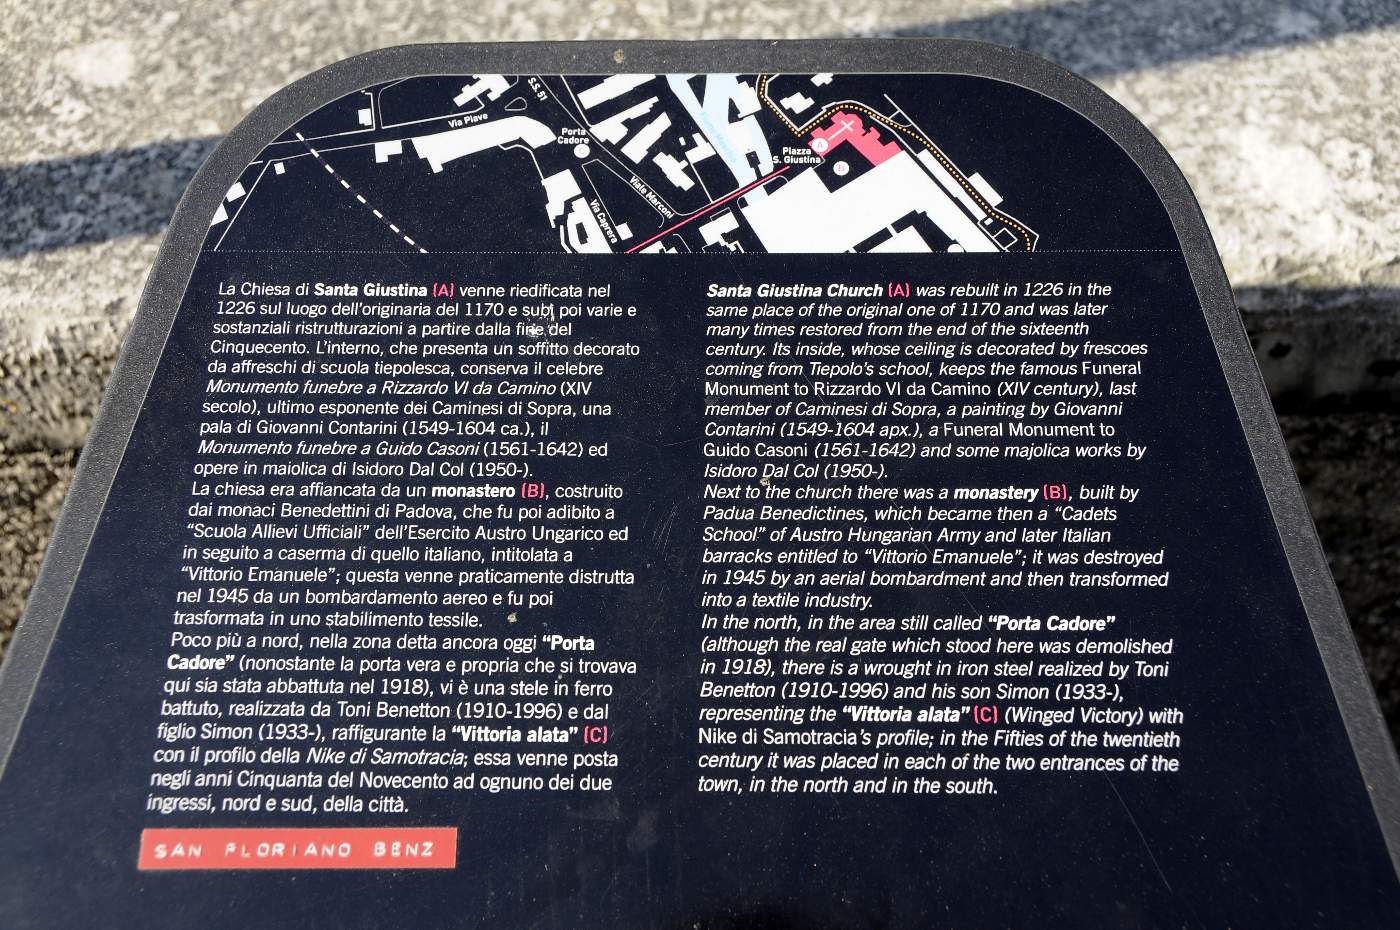 S.S. 51
Via Piave
Porta
Cadore
C
Piazza
S. Giustina
A
B
Viale Marconi
Via Caprera
La Chiesa di Santa Giustina (A) venne riedificata nel
1226 sul luogo dell'originaria del 1170 e subì poi varie e
sostanziali ristrutturazioni a partire dalla fine del
Cinquecento. L'interno, che presenta un soffitto decorato
da affreschi di scuola tiepolesca, conserva il celebre
Monumento funebre a Rizzardo VI da Camino (XIV
secolo), ultimo esponente dei Caminesi di Sopra, una
pala di Giovanni Contarini (1549-1604 ca.), il
Monumento funebre a Guido Casoni (1561-1642) ed
opere in maiolica di Isidoro Dal Col (1950-).
La chiesa era affiancata da un monastero (B), costruito
dai monaci Benedettini di Padova, che fu poi adibito a
“Scuola Allievi Ufficiali” dell'Esercito Austro Ungarico ed
in seguito a caserma di quello italiano, intitolata a
“Vittorio Emanuele”; questa venne praticamente distrutta
nel 1945 da un bombardamento aereo e fu poi
trasformata in uno stabilimento tessile.
Poco più a nord, nella zona detta ancora oggi “Porta
Cadore” (nonostante la porta vera e propria che si trovava
qui sia stata abbattuta nel 1918), vi è una stele in ferro
battuto, realizzata da Toni Benetton (1910-1996) e dal
figlio Simon (1933-), raffigurante la “Vittoria alata” (C)
con il profilo della Nike di Samotracia; essa venne posta
negli anni Cinquanta del Novecento ad ognuno dei due
ingressi, nord e sud, della città.
Santa Giustina Church (A) was rebuilt in 1226 in the
same place of the original one of 1170 and was later
many times restored from the end of the sixteenth
century. Its inside, whose ceiling is decorated by frescoes
coming from Tiepolo's school, keeps the famous Funeral
Monument to Rizzardo VI da Camino (XIV century), last
member of Caminesi di Sopra, a painting by Giovanni
Contarini (1549-1604 apx.), a Funeral Monument to
Guido Casoni (1561-1642) and some majolica works by
Isidoro Dal Col (1950-).
Next to the church there was a monastery (B), built by
Padua Benedictines, which became then a “Cadets
School” of Austro Hungarian Army and later Italian
barracks entitled to “Vittorio Emanuele”; it was destroyed
in 1945 by an aerial bombardment and then transformed
into a textile industry.
In the north, in the area still called “Porta Cadore”
(although the real gate which stood here was demolished
in 1918), there is a wrought in iron steel realized by Toni
Benetton (1910-1996) and his son Simon (1933-),
representing the “Vittoria alata” (C) (Winged Victory) with
Nike di Samotracia's profile; in the Fifties of the twentieth
century it was placed in each of the two entrances of the
town, in the north and in the south.
SAN FLORIANO BENZ